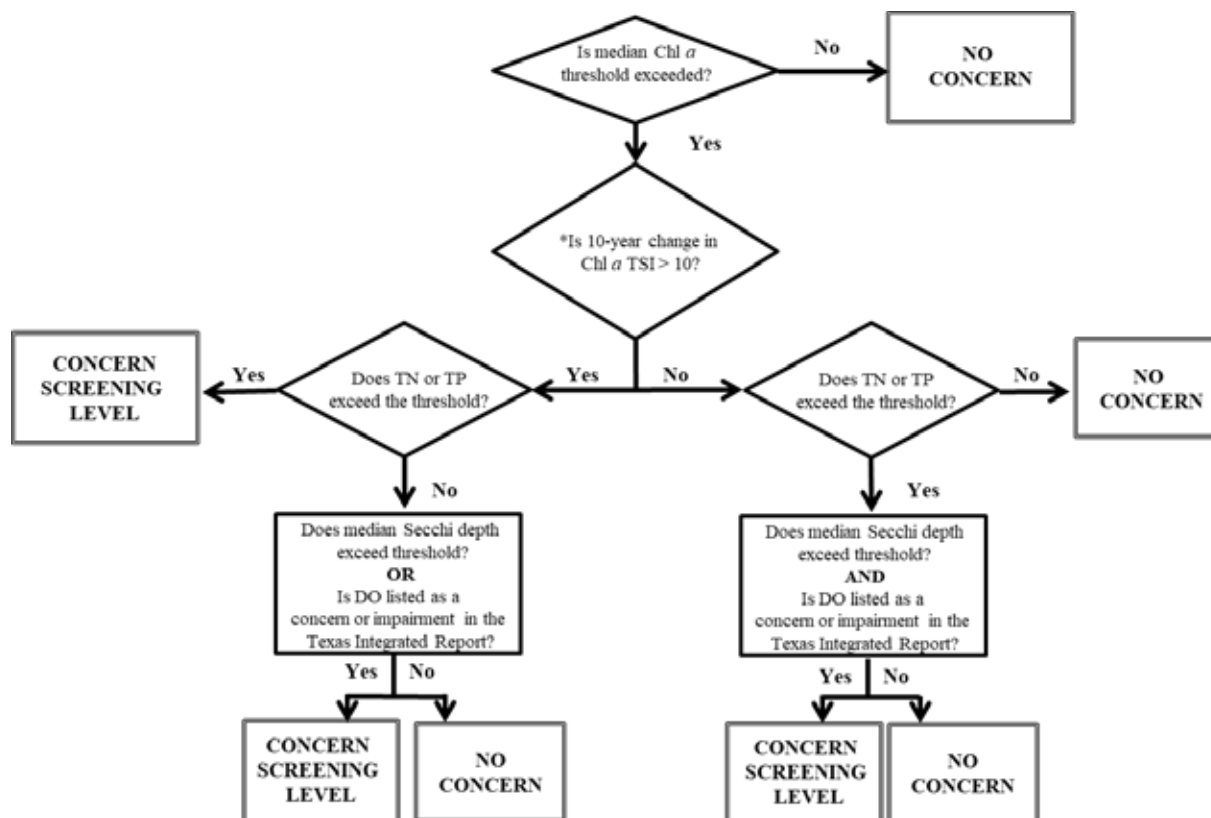 Is median Chl a
threshold exceeded?
No
NO
CONCERN
Yes
*Is 10-year change in
Chl a TSI > 10?
CONCERN
SCREENING
LEVEL
Yes
Does TN or TP
exceed the threshold?
Yes
No
Does TN or TP
exceed the threshold?
No
NO
CONCERN
No
Yes
Does median Secchi depth
exceed threshold?
OR
Is DO listed as a
concern or impairment in the
Texas Integrated Report?
Does median Secchi depth
exceed threshold?
AND
Is DO listed as a
concern or impairment in the
Texas Integrated Report?
Yes
No
Yes
No
CONCERN
SCREENING
LEVEL
NO
CONCERN
CONCERN
SCREENING
LEVEL
NO
CONCERN